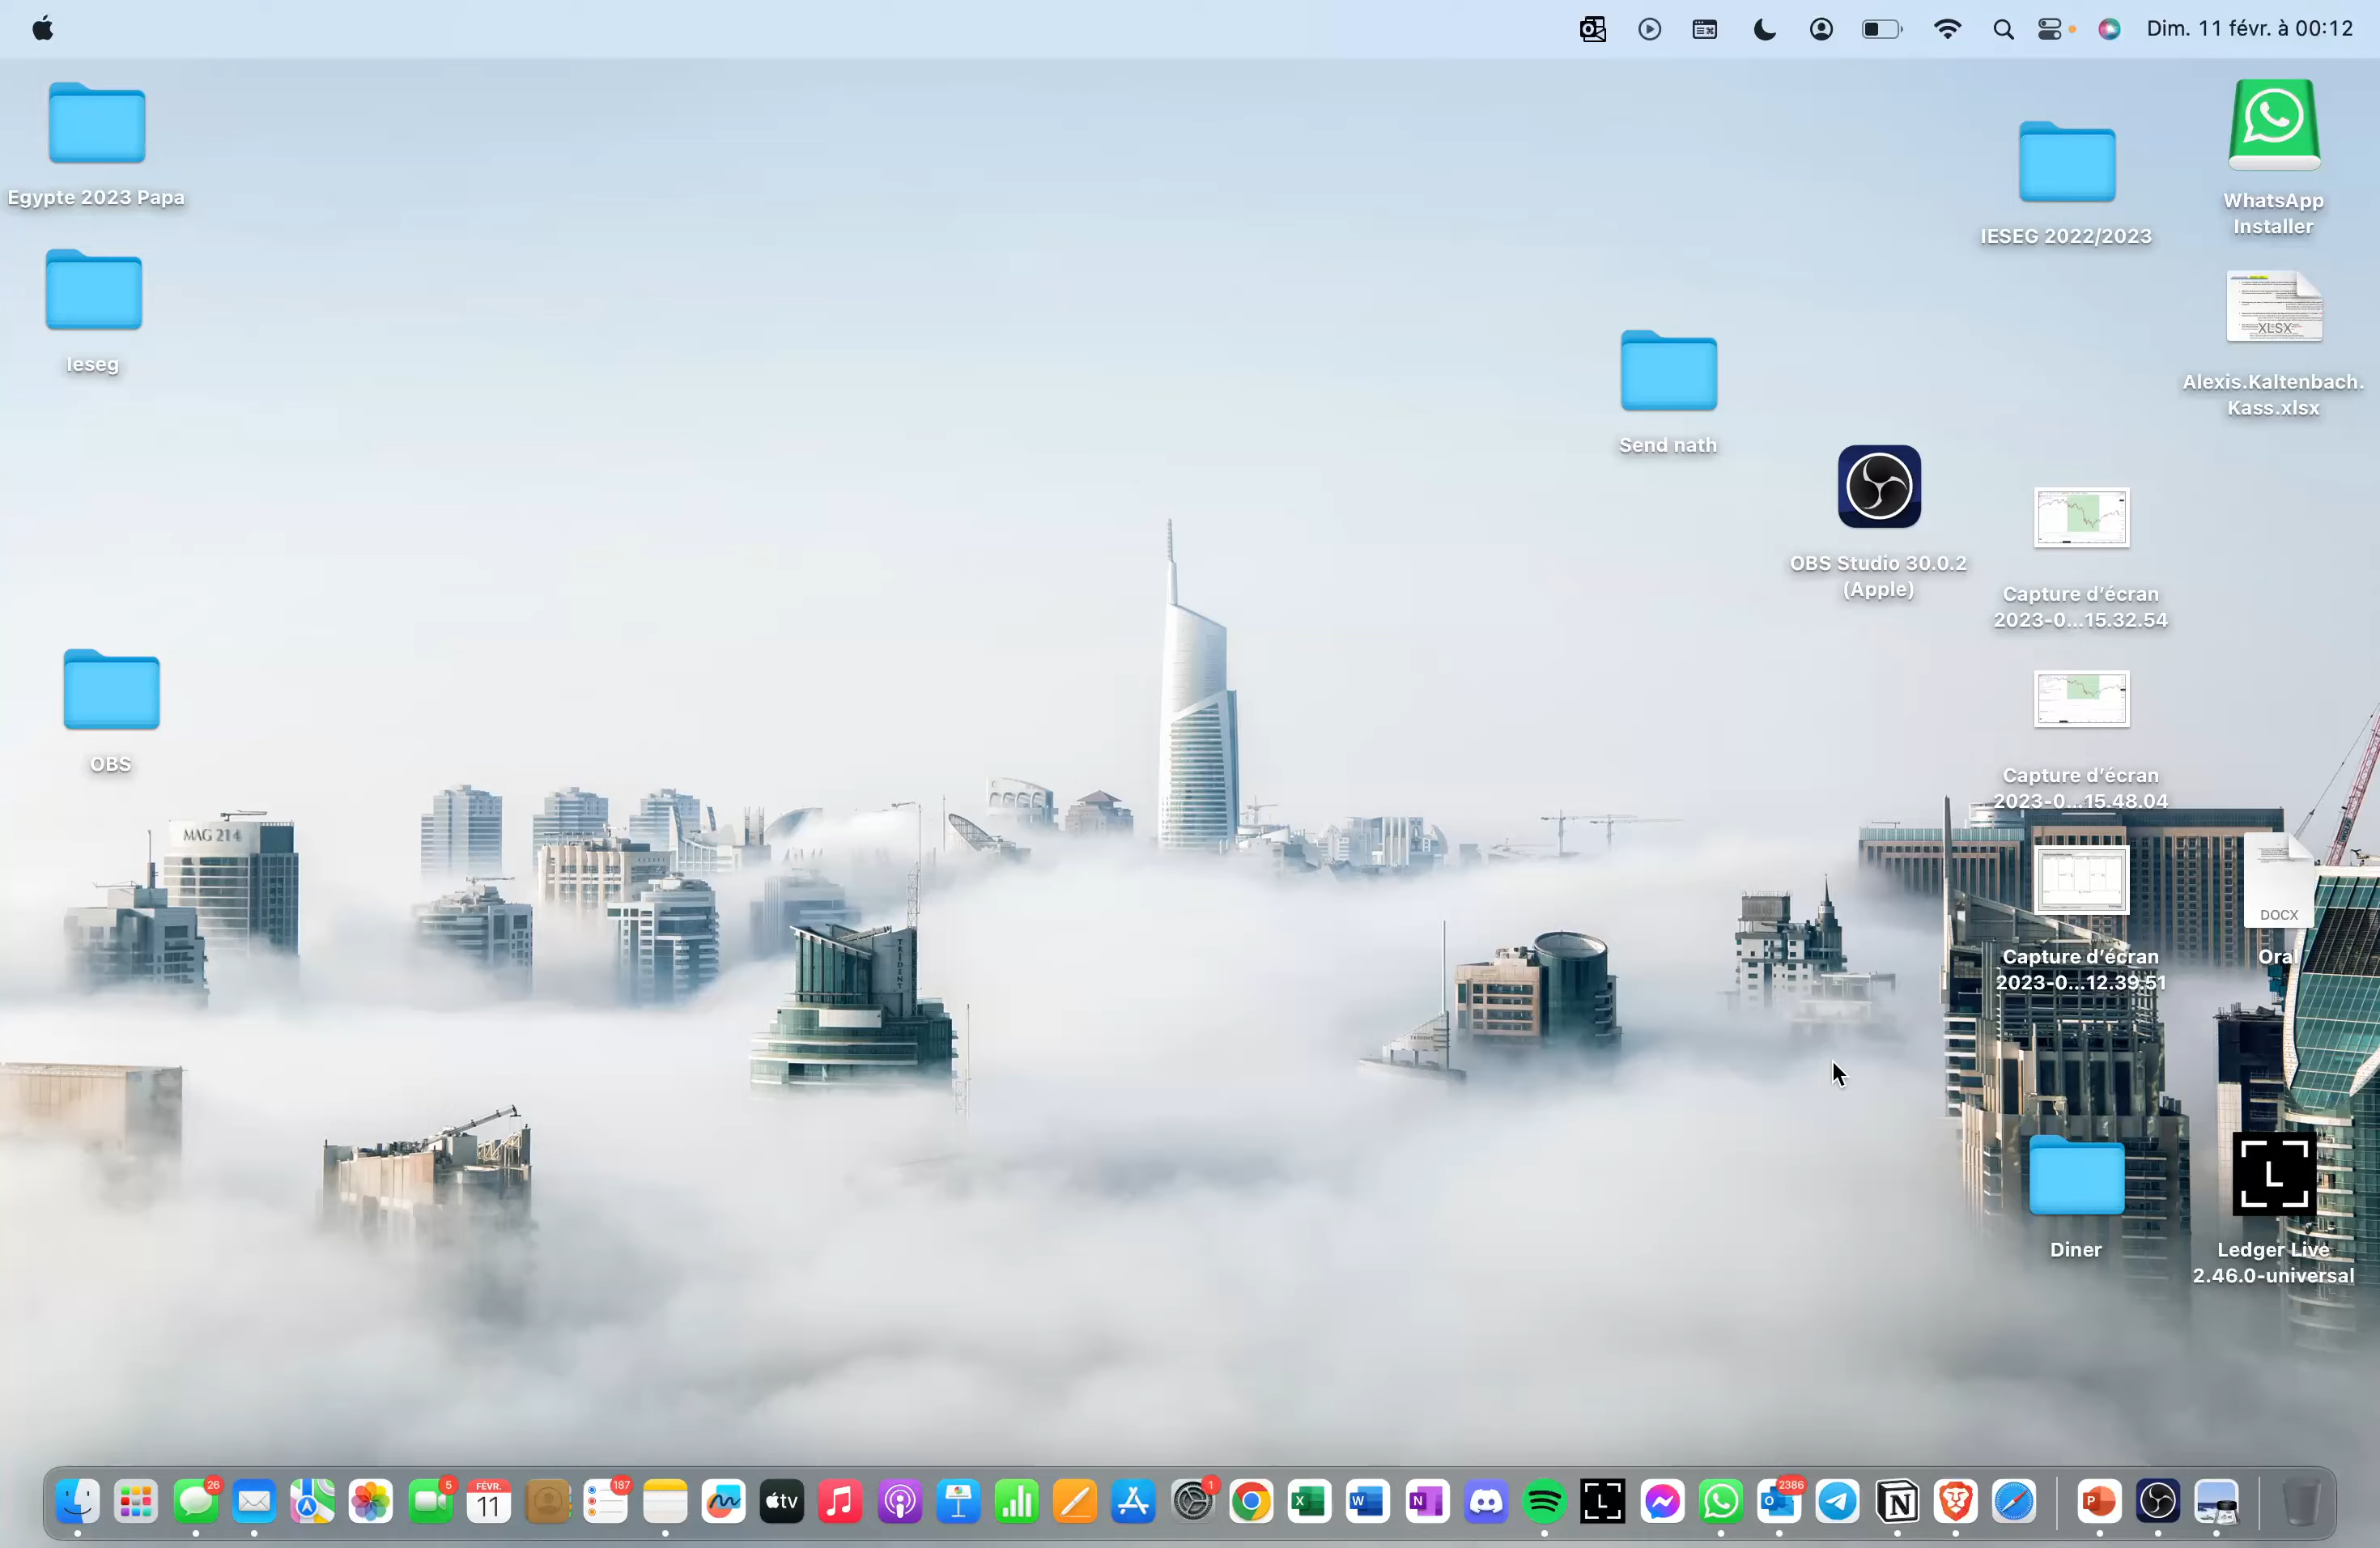 Dim. 11 févr. à 00:12
Egypte 2023 Papa
Ieseg
OBS
IESEG 2022/2023
WhatsApp
Installer
XLSX
Alexis.Kaltenbach.
Kass.xlsx
Send nath
OBS Studio 30.0.2
(Apple)
Capture d'écran
2023-0...15.32.54
Capture d'écran
2023-0...15.48.04
Capture d'écran
2023-0...12.39.51
DOCX
Oral
Diner
L
Ledger Live
2.46.0-universal
MAG 214
TRIDENT
TRIDENT
26
5
FÉVR.
11
187
tv
1
X
W
N
L
2386
O
N
P